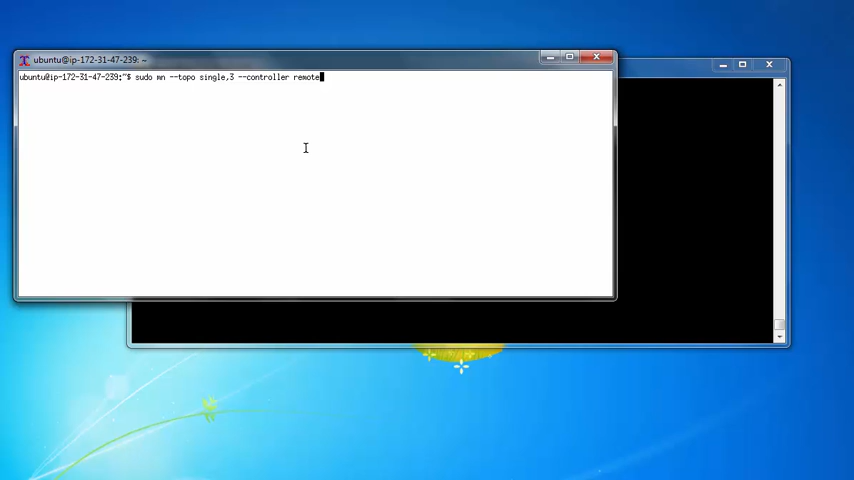 ubuntu@ip-172-31-47-239: ~
ubuntu@ip-172-31-47-239:~$ sudo mn --topo single,3 --controller remote